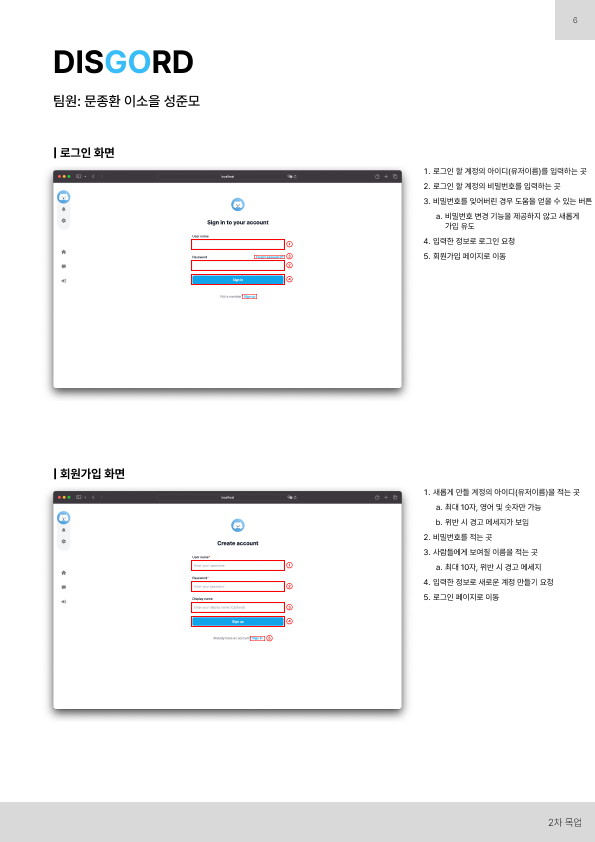 6
DISGORD
팀원: 문종환 이소을 성준모
| 로그인 화면
localhost
Sign in to your account
User name
1
Password
Forgot password?
3
2
Sign in
4
Not a member? Sign up
1. 로그인 할 계정의 아이디(유저이름)를 입력하는 곳
2. 로그인 할 계정의 비밀번호를 입력하는 곳
3. 비밀번호를 잊어버린 경우 도움을 얻을 수 있는 버튼
a. 비밀번호 변경 기능을 제공하지 않고 새롭게
가입 유도
4. 입력한 정보로 로그인 요청
5. 회원가입 페이지로 이동
| 회원가입 화면
localhost
Create account
User name*
Enter your username
1
Password*
Enter your password
2
Display name
Enter your display name (Optional)
3
Sign up
4
Already have an account? Sign in
5
1. 새롭게 만들 계정의 아이디(유저이름)을 적는 곳
a. 최대 10자, 영어 및 숫자만 가능
b. 위반 시 경고 메세지가 보임
2. 비밀번호를 적는 곳
3. 사람들에게 보여질 이름을 적는 곳
a. 최대 10자, 위반 시 경고 메세지
4. 입력한 정보로 새로운 계정 만들기 요청
5. 로그인 페이지로 이동
2차 목업